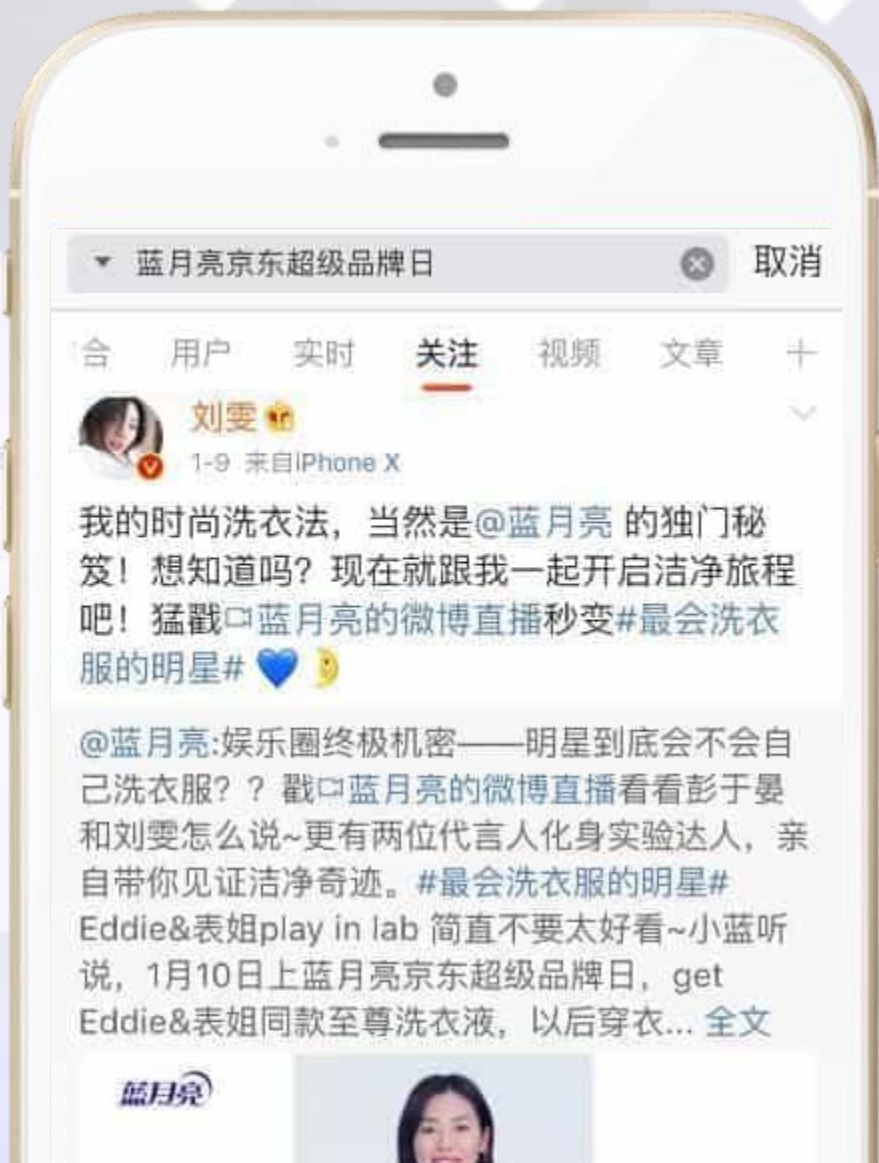 蓝月亮京东超级品牌日 取消
合 用户 实时 关注 视频 文章
刘雯
1-9 来自iPhone X
我的时尚洗衣法，当然是@蓝月亮 的独门秘
笈！想知道吗？现在就跟我一起开启洁净旅程
吧！猛戳蓝月亮的微博直播秒变#最会洗衣
服的明星#💙🌛
@蓝月亮:娱乐圈终极机密——明星到底会不会自
己洗衣服？？戳蓝月亮的微博直播看看彭于晏
和刘雯怎么说~更有两位代言人化身实验达人，亲
自带你见证洁净奇迹。#最会洗衣服的明星#
Eddie&表姐play in lab 简直不要太好看~小蓝听
说，1月10日上蓝月亮京东超级品牌日，get
Eddie&表姐同款至尊洗衣液，以后穿衣... 全文
蓝月亮